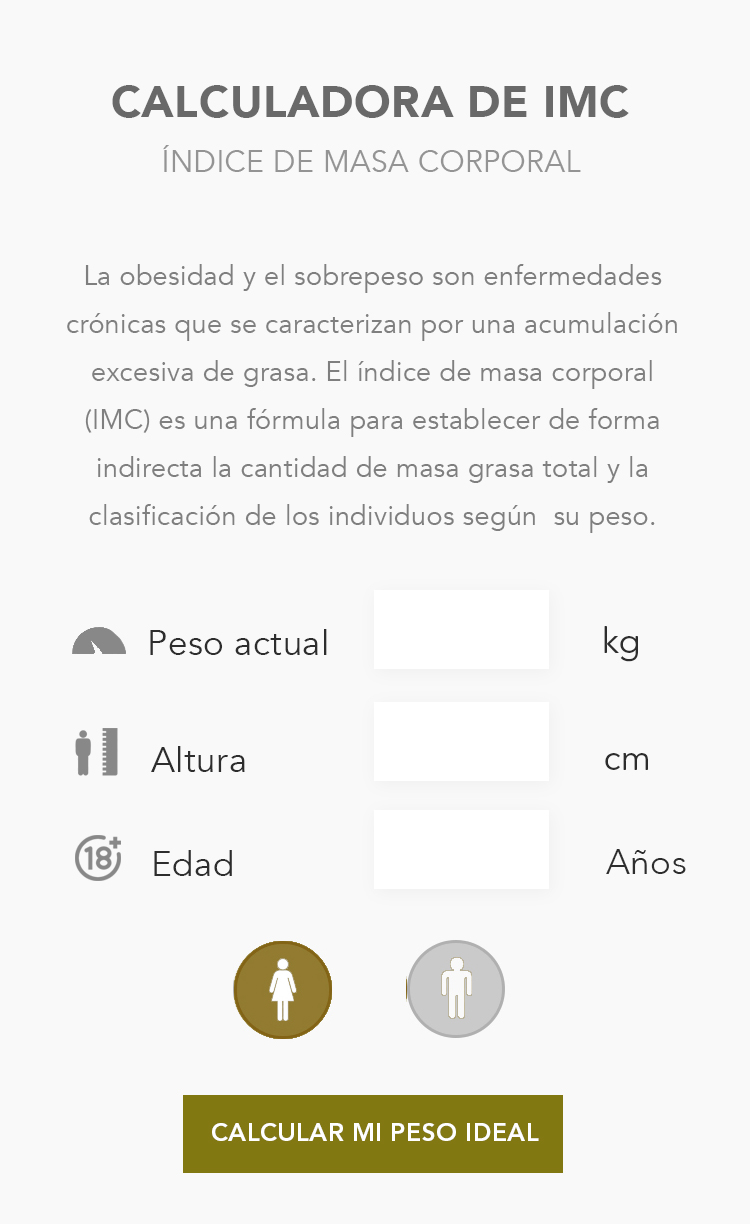 CALCULADORA DE IMC
ÍNDICE DE MASA CORPORAL
La obesidad y el sobrepeso son enfermedades
crónicas que se caracterizan por una acumulación
excesiva de grasa. El índice de masa corporal
(IMC) es una fórmula para establecer de forma
indirecta la cantidad de masa grasa total y la
clasificación de los individuos según  su peso.
Peso actual kg
Altura cm
18+ Edad Años
CALCULAR MI PESO IDEAL